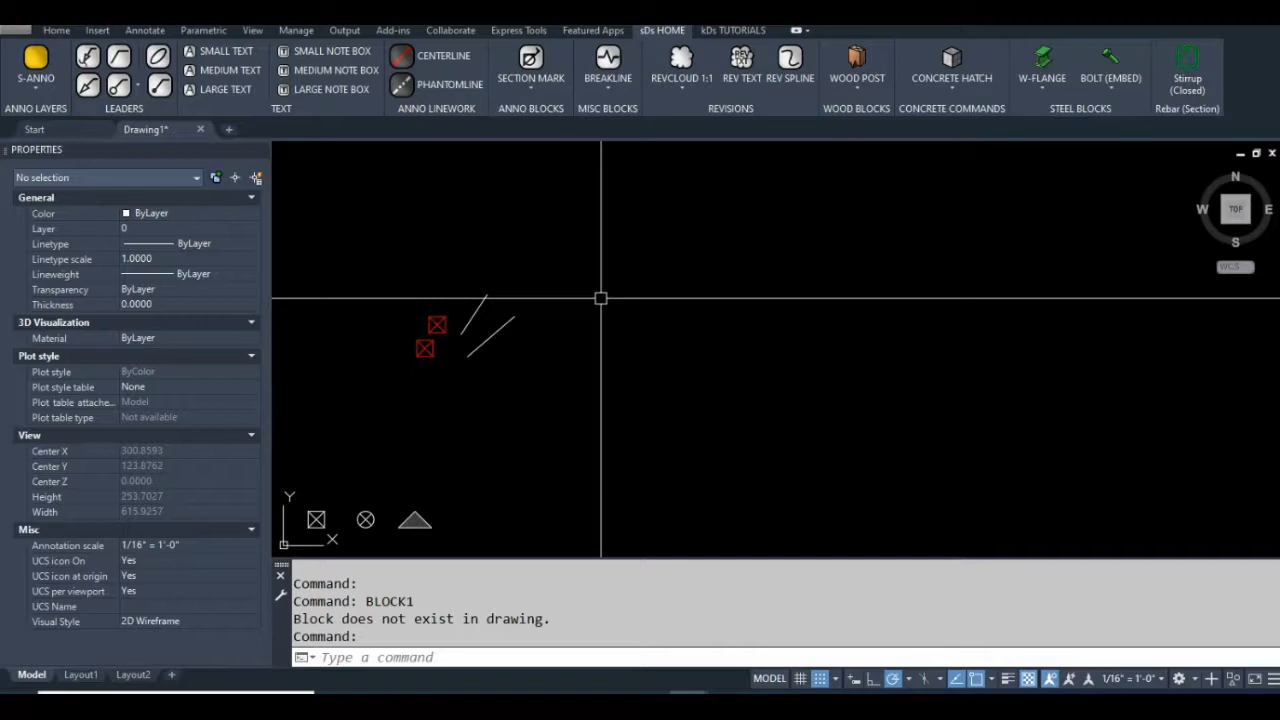 Home Insert Annotate Parametric View Manage Output Add-ins Collaborate Express Tools Featured Apps sDs HOME kDs TUTORIALS
S-ANNO
SMALL TEXT
MEDIUM TEXT
LARGE TEXT
SMALL NOTE BOX
MEDIUM NOTE BOX
LARGE NOTE BOX
CENTERLINE
PHANTOMLINE
SECTION MARK
BREAKLINE
REVCLOUD 1:1
REV TEXT
REV SPLINE
WOOD POST
CONCRETE HATCH
W-FLANGE
BOLT (EMBED)
Stirrup
(Closed)
ANNO LAYERS LEADERS TEXT ANNO LINEWORK ANNO BLOCKS MISC BLOCKS REVISIONS WOOD BLOCKS CONCRETE COMMANDS STEEL BLOCKS Rebar (Section)
Start Drawing1*
PROPERTIES
No selection
General
Color ByLayer
Layer 0
Linetype ByLayer
Linetype scale 1.0000
Lineweight ByLayer
Transparency ByLayer
Thickness 0.0000
3D Visualization
Material ByLayer
Plot style
Plot style ByColor
Plot style table None
Plot table attache... Model
Plot table type Not available
View
Center X 300.8593
Center Y 123.8762
Center Z 0.0000
Height 253.7027
Width 615.9257
Misc
Annotation scale 1/16" = 1'-0"
UCS icon On Yes
UCS icon at origin Yes
UCS per viewport Yes
UCS Name
Visual Style 2D Wireframe
N
W TOP E
S
WCS
Y
X
Command:
Command: BLOCK1
Block does not exist in drawing.
Command:
Type a command
Model Layout1 Layout2
MODEL 1/16" = 1'-0"